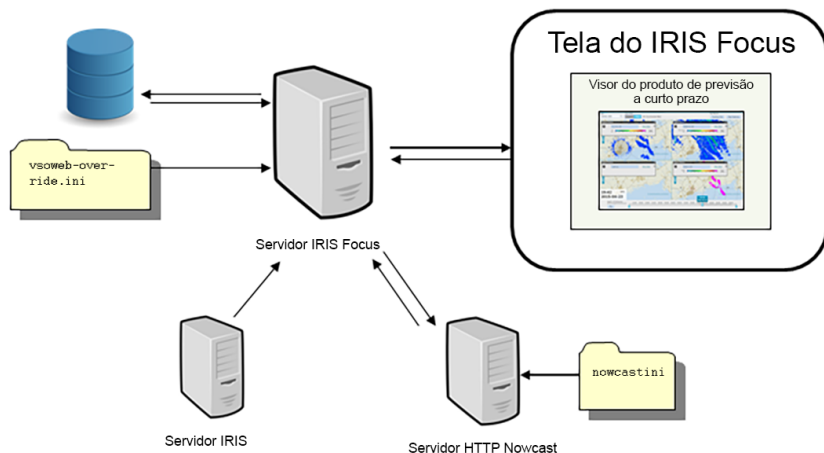 Tela do IRIS Focus
Visor do produto de previsão
a curto prazo
vsoweb-over-
ride.ini
Servidor IRIS Focus
nowcastini
Servidor IRIS
Servidor HTTP Nowcast